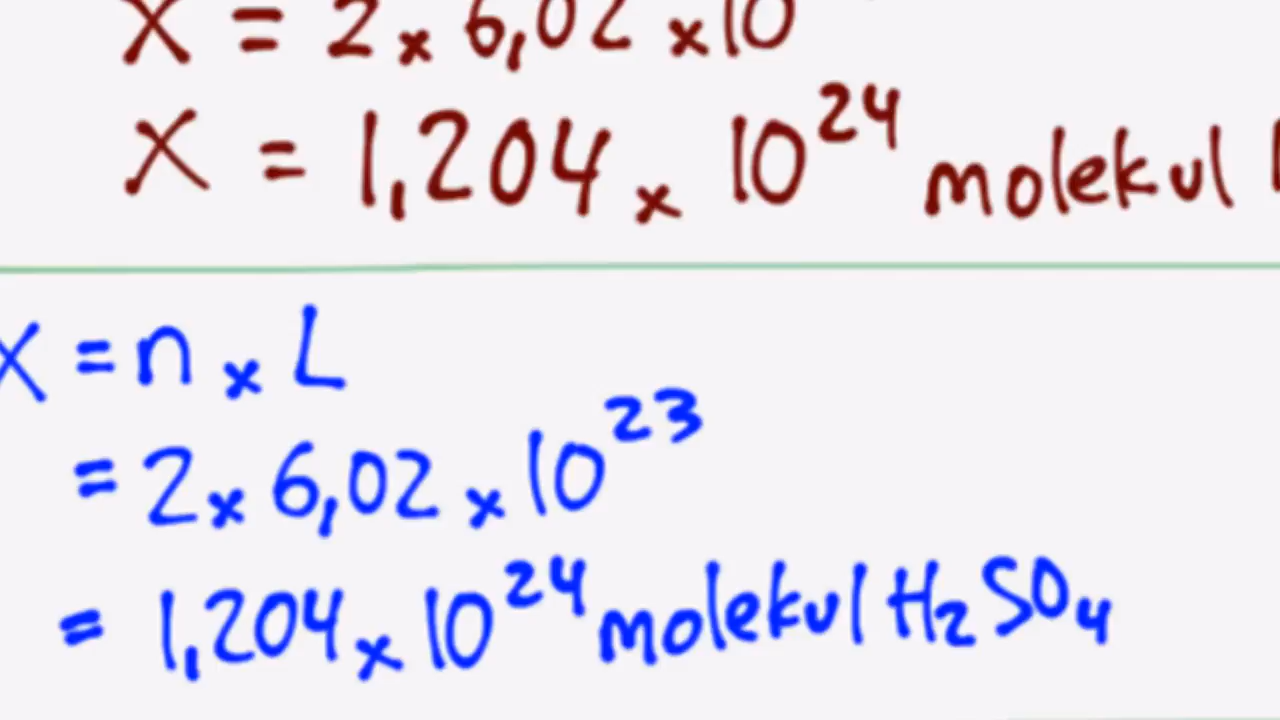 X = 2 x 6,02 x 10
X = 1,204 x 10²⁴ molekul
X = n x L
= 2 x 6,02 x 10²³
= 1,204 x 10²⁴ molekul H₂SO₄